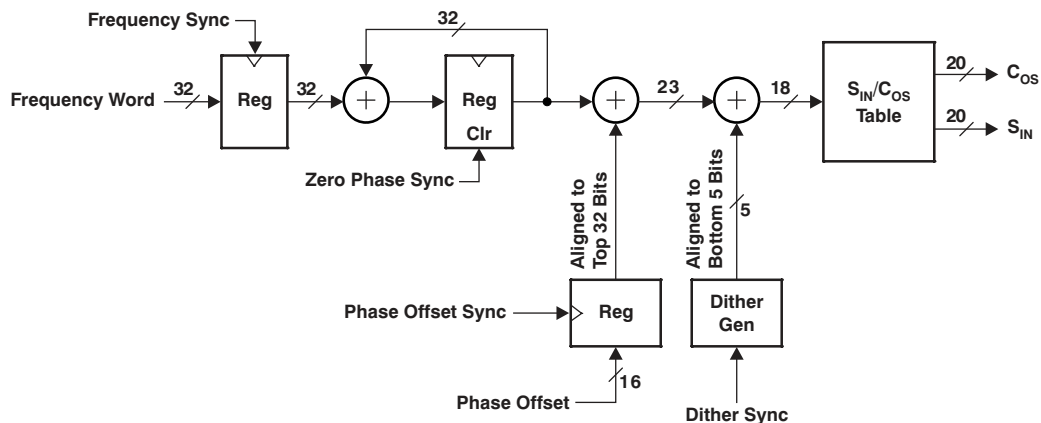 Frequency Sync
32
32
Frequency Word
Reg
32
+
Reg
Clr
Zero Phase Sync
+
23
+
18
SIN/COS
Table
20
COS
20
SIN
Aligned to
Top 32 Bits
Aligned to
Bottom 5 Bits
5
Phase Offset Sync
Reg
Dither
Gen
16
Phase Offset
Dither Sync